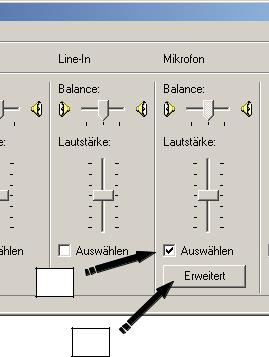 Line-In Mikrofon
Balance: Balance:
Lautstärke: Lautstärke:
ählen Auswählen Auswählen
Erweitert